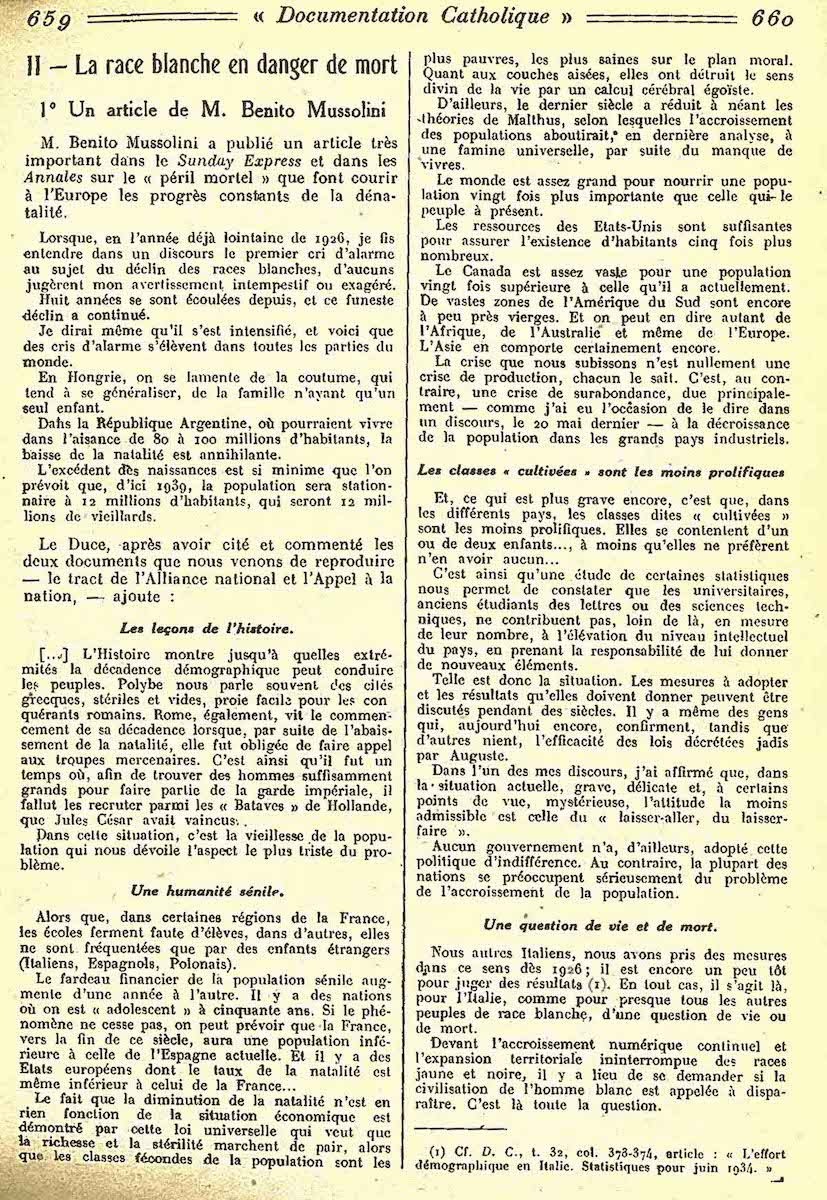 659 « Documentation Catholique » 660
II — La race blanche en danger de mort
1° Un article de M. Benito Mussolini
M. Benito Mussolini a publié un article très
important dans le Sunday Express et dans les
Annales sur le « péril mortel » que font courir
à l'Europe les progrès constants de la déna-
talité.
Lorsque, en l'année déjà lointaine de 1926, je fis
entendre dans un discours le premier cri d'alarme
au sujet du déclin des races blanches, d'aucuns
jugèrent mon avertissement intempestif ou exagéré.
Huit années se sont écoulées depuis, et ce funeste
déclin a continué.
Je dirai même qu'il s'est intensifié, et voici que
des cris d'alarme s'élèvent dans toutes les parties du
monde.
En Hongrie, on se lamente de la coutume, qui
tend à se généraliser, de la famille n'ayant qu'un
seul enfant.
Dans la République Argentine, où pourraient vivre
dans l'aisance de 80 à 100 millions d'habitants, la
baisse de la natalité est annihilante.
L'excédent dès naissances est si minime que l'on
prévoit que, d'ici 1939, la population sera station-
naire à 12 millions d'habitants, qui seront 12 mil-
lions de vieillards.
Le Duce, après avoir cité et commenté les
deux documents que nous venons de reproduire
— le tract de l'Alliance national et l'Appel à la
nation, — ajoute :
Les leçons de l'histoire.
[...] L'Histoire montre jusqu'à quelles extré-
mités la décadence démographique peut conduire
les peuples. Polybe nous parle souvent des cités
grecques, stériles et vides, proie facile pour les con
quérants romains. Rome, également, vit le commen-
cement de sa décadence lorsque, par suite de l'abais-
sement de la natalité, elle fut obligée de faire appel
aux troupes mercenaires. C'est ainsi qu'il fut un
temps où, afin de trouver des hommes suffisamment
grands pour faire partie de la garde impériale, il
fallut les recruter parmi les « Bataves » de Hollande,
que Jules César avait vaincus.
Dans cette situation, c'est la vieillesse de la popu-
lation qui nous dévoile l'aspect le plus triste du pro-
blème.
Une humanité sénile.
Alors que, dans certaines régions de la France,
les écoles ferment faute d'élèves, dans d'autres, elles
ne sont fréquentées que par des enfants étrangers
(Italiens, Espagnols, Polonais).
Le fardeau financier de la population sénile aug-
mente d'une année à l'autre. Il y a des nations
où on est « adolescent » à cinquante ans. Si le phé-
nomène ne cesse pas, on peut prévoir que la France,
vers la fin de ce siècle, aura une population infé-
rieure à celle de l'Espagne actuelle. Et il y a des
Etats européens dont le taux de la natalité est
même inférieur à celui de la France...
Le fait que la diminution de la natalité n'est en
rien fonction de la situation économique est
démontré par cette loi universelle qui veut que
la richesse et la stérilité marchent de pair, alors
que les classes fécondes de la population sont les
plus pauvres, les plus saines sur le plan moral.
Quant aux couches aisées, elles ont détruit le sens
divin de la vie par un calcul cérébral égoïste.
D'ailleurs, le dernier siècle a réduit à néant les
théories de Malthus, selon lesquelles l'accroissement
des populations aboutirait, en dernière analyse, à
une famine universelle, par suite du manque de
vivres.
Le monde est assez grand pour nourrir une popu-
lation vingt fois plus importante que celle qui le
peuple à présent.
Les ressources des Etats-Unis sont suffisantes
pour assurer l'existence d'habitants cinq fois plus
nombreux.
Le Canada est assez vaste pour une population
vingt fois supérieure à celle qu'il a actuellement.
De vastes zones de l'Amérique du Sud sont encore
à peu près vierges. Et on peut en dire autant de
l'Afrique, de l'Australie et même de l'Europe.
L'Asie en comporte certainement encore.
La crise que nous subissons n'est nullement une
crise de production, chacun le sait. C'est, au con-
traire, une crise de surabondance, due principale-
ment — comme j'ai eu l'occasion de le dire dans
un discours, le 20 mai dernier — à la décroissance
de la population dans les grands pays industriels.
Les classes « cultivées » sont les moins prolifiques
Et, ce qui est plus grave encore, c'est que, dans
les différents pays, les classes dites « cultivées »
sont les moins prolifiques. Elles se contentent d'un
ou de deux enfants..., à moins qu'elles ne préfèrent
n'en avoir aucun...
C'est ainsi qu'une étude de certaines statistiques
nous permet de constater que les universitaires,
anciens étudiants des lettres ou des sciences tech-
niques, ne contribuent pas, loin de là, en mesure
de leur nombre, à l'élévation du niveau intellectuel
du pays, en prenant la responsabilité de lui donner
de nouveaux éléments.
Telle est donc la situation. Les mesures à adopter
et les résultats qu'elles doivent donner peuvent être
discutés pendant des siècles. Il y a même des gens
qui, aujourd'hui encore, confirment, tandis que
d'autres nient, l'efficacité des lois décrétées jadis
par Auguste.
Dans l'un des mes discours, j'ai affirmé que, dans
la situation actuelle, grave, délicate et, à certains
points de vue, mystérieuse, l'attitude la moins
admissible est celle du « laisser-aller, du laisser-
faire ».
Aucun gouvernement n'a, d'ailleurs, adopté cette
politique d'indifférence. Au contraire, la plupart des
nations se préoccupent sérieusement du problème
de l'accroissement de la population.
Une question de vie et de mort.
Nous autres Italiens, nous avons pris des mesures
dans ce sens dès 1926 ; il est encore un peu tôt
pour juger des résultats (1). En tout cas, il s'agit là,
pour l'Italie, comme pour presque tous les autres
peuples de race blanche, d'une question de vie ou
de mort.
Devant l'accroissement numérique continuel et
l'expansion territoriale ininterrompue des races
jaune et noire, il y a lieu de se demander si la
civilisation de l'homme blanc est appelée à dispa-
raître. C'est là toute la question.
(1) Cf. D. C., t. 32, col. 373-374, article : « L'effort
démographique en Italie. Statistiques pour juin 1934. »